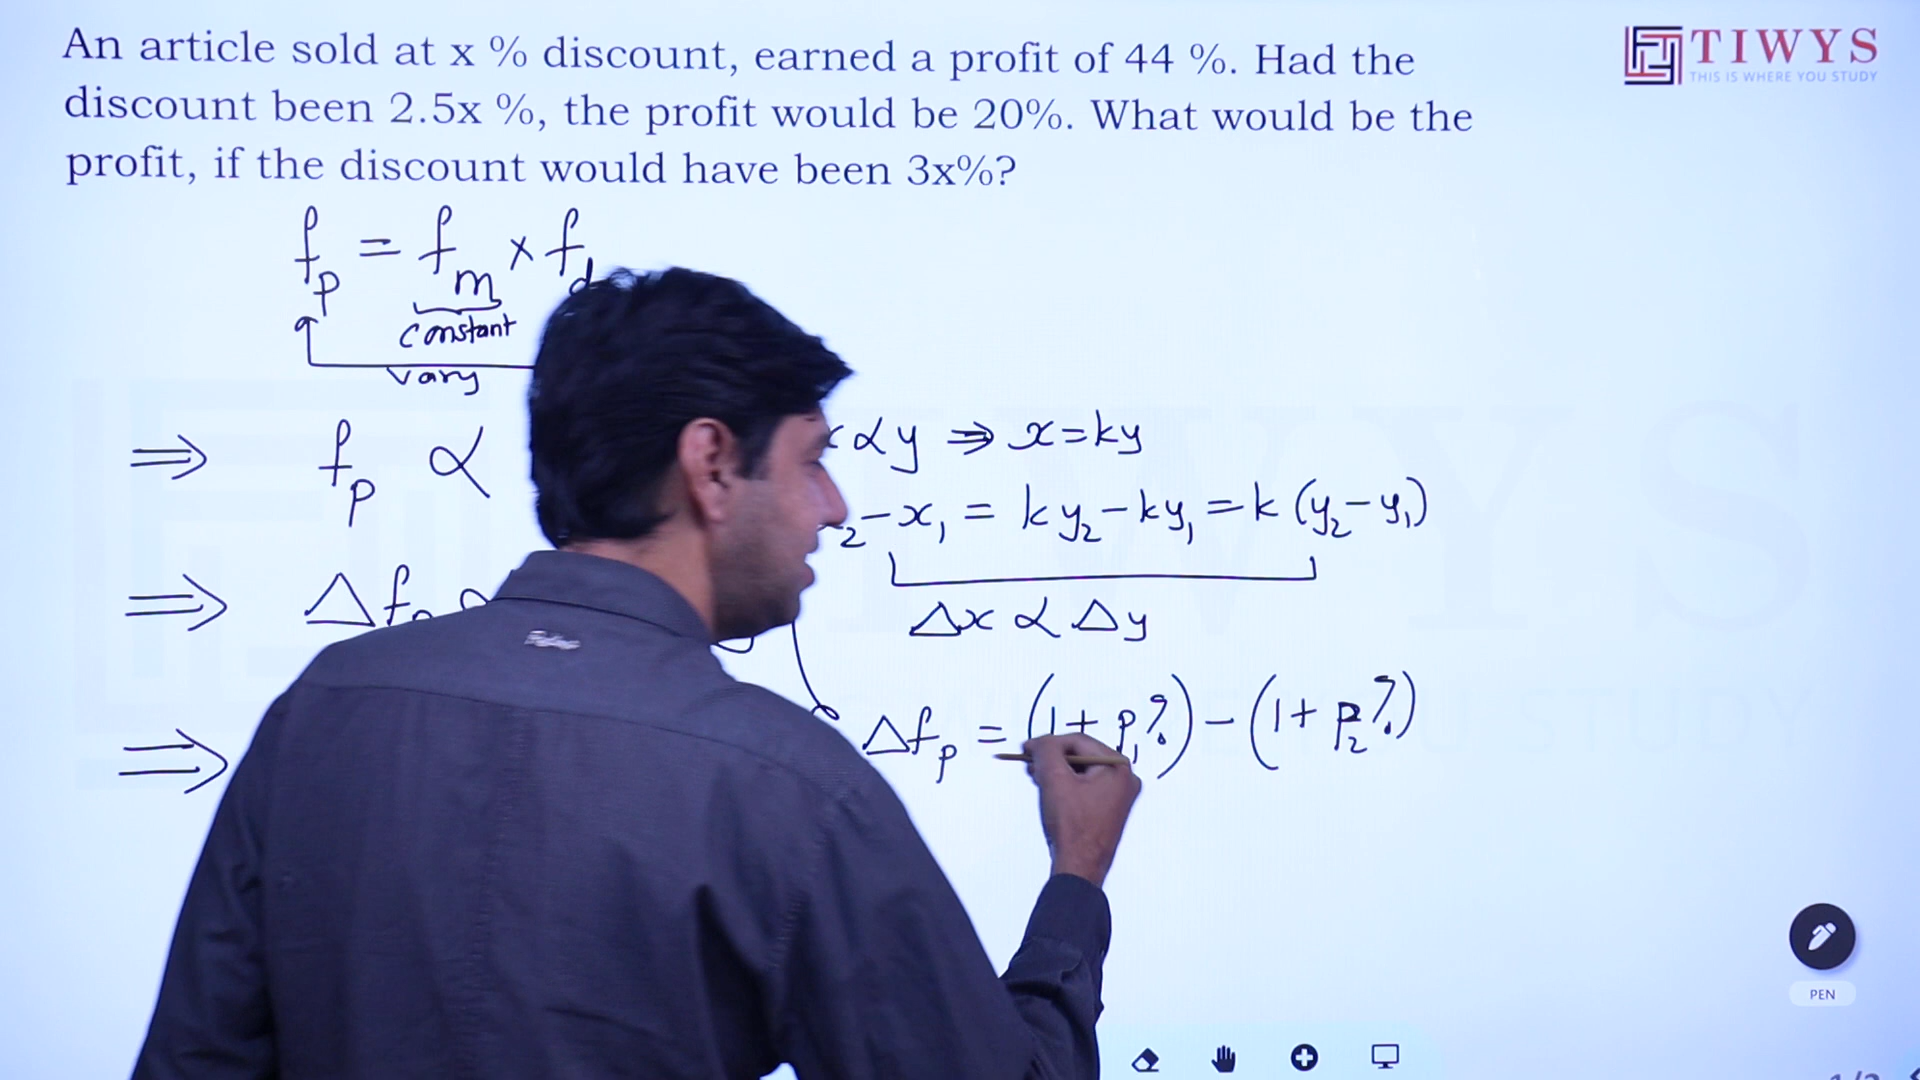 An article sold at x % discount, earned a profit of 44 %. Had the
discount been 2.5x %, the profit would be 20%. What would be the
profit, if the discount would have been 3x%?
TIWYS
THIS IS WHERE YOU STUDY
f_p = f_m × f_d
constant
vary
⇒ f_p ∝
∝ y ⇒ x = ky
₂ - x₁ = ky₂ - ky₁ = k (y₂ - y₁)
⇒ Δf
Δx ∝ Δy
⇒
Δf_p = (1 + p₁%) - (1 + p₂%)
PEN